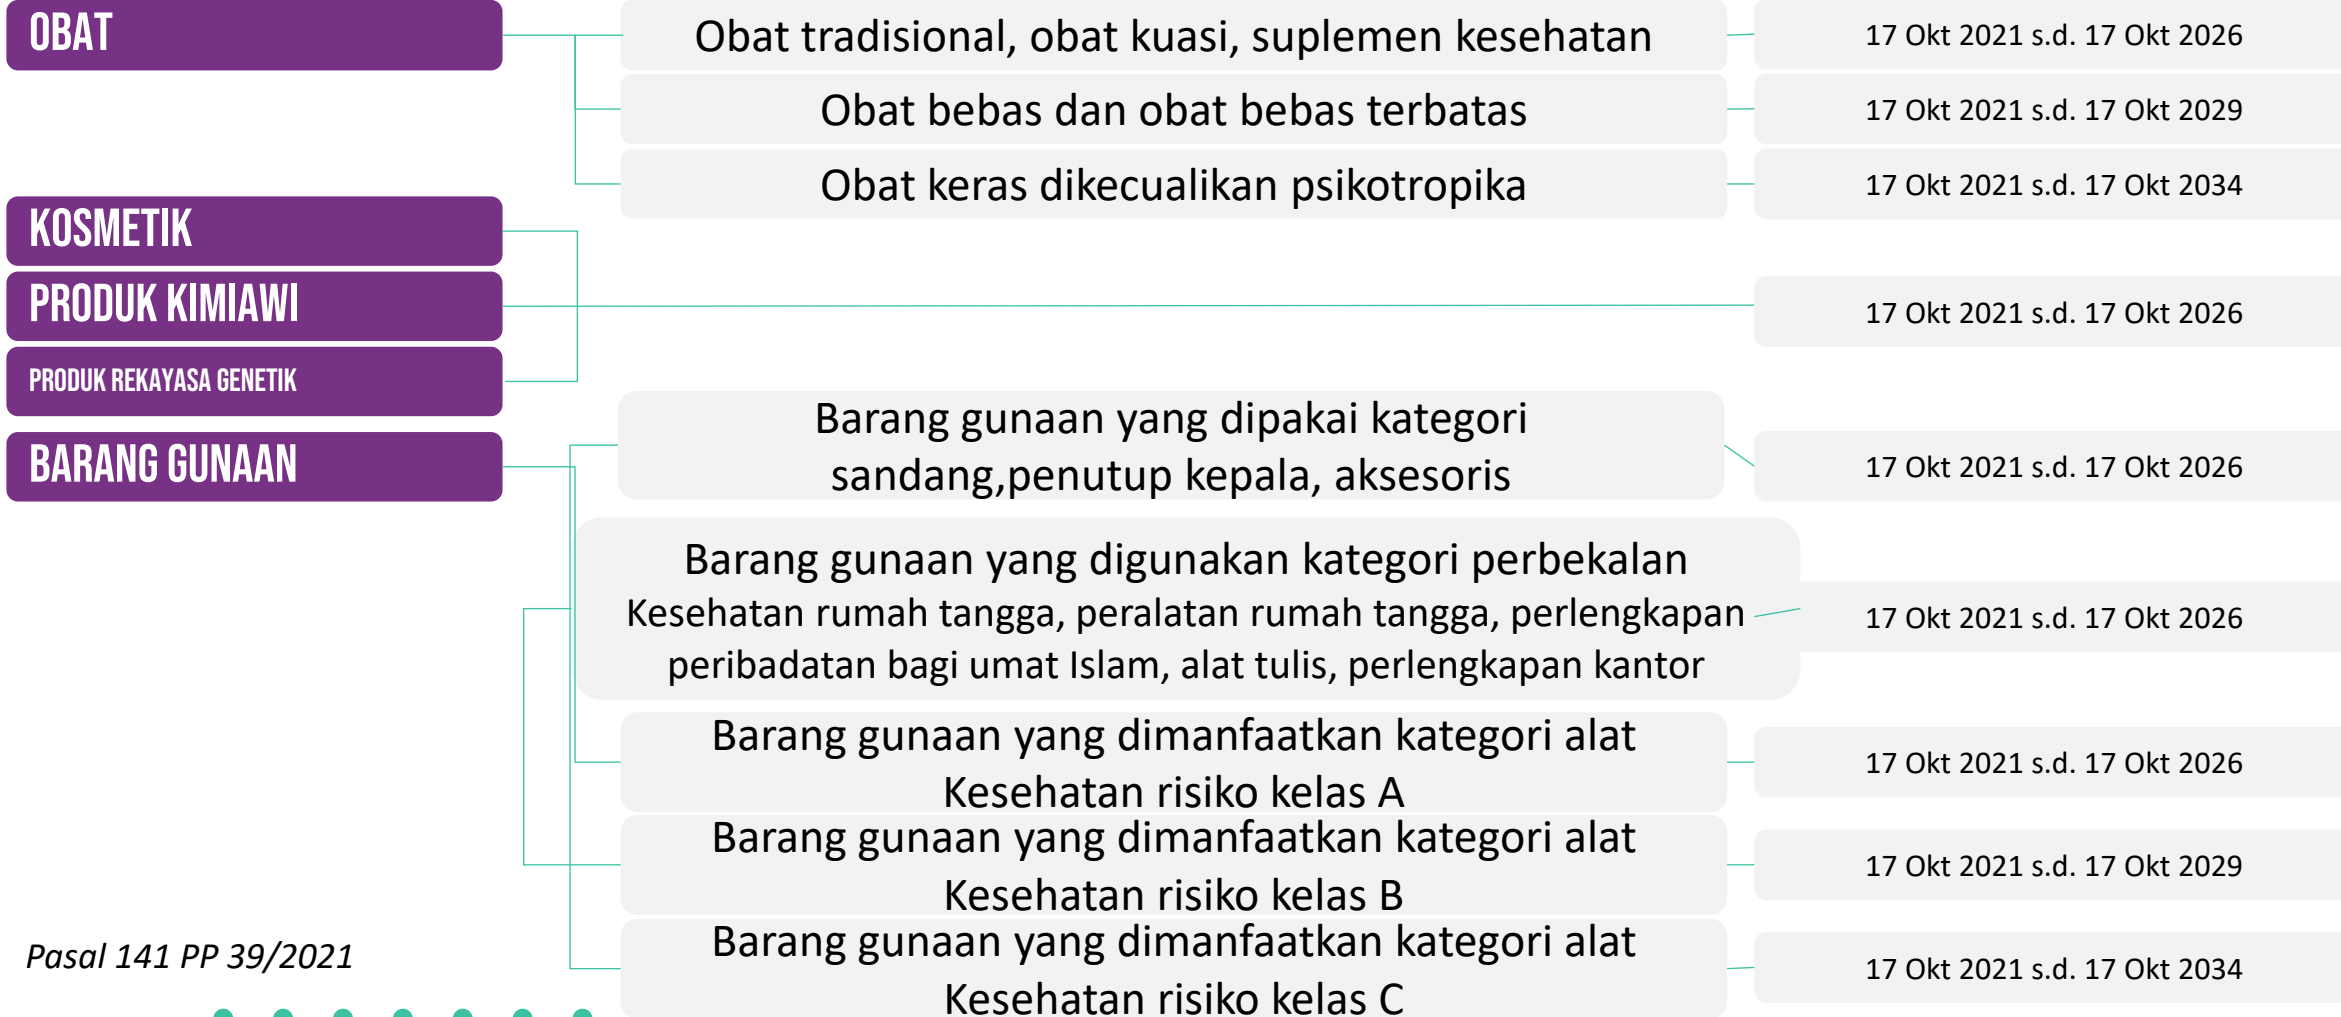 OBAT
Obat tradisional, obat kuasi, suplemen kesehatan
17 Okt 2021 s.d. 17 Okt 2026
Obat bebas dan obat bebas terbatas
17 Okt 2021 s.d. 17 Okt 2029
Obat keras dikecualikan psikotropika
17 Okt 2021 s.d. 17 Okt 2034
KOSMETIK
PRODUK KIMIAWI
17 Okt 2021 s.d. 17 Okt 2026
PRODUK REKAYASA GENETIK
BARANG GUNAAN
Barang gunaan yang dipakai kategori
sandang,penutup kepala, aksesoris
17 Okt 2021 s.d. 17 Okt 2026
Barang gunaan yang digunakan kategori perbekalan
Kesehatan rumah tangga, peralatan rumah tangga, perlengkapan
peribadatan bagi umat Islam, alat tulis, perlengkapan kantor
17 Okt 2021 s.d. 17 Okt 2026
Barang gunaan yang dimanfaatkan kategori alat
Kesehatan risiko kelas A
17 Okt 2021 s.d. 17 Okt 2026
Barang gunaan yang dimanfaatkan kategori alat
Kesehatan risiko kelas B
17 Okt 2021 s.d. 17 Okt 2029
Barang gunaan yang dimanfaatkan kategori alat
Kesehatan risiko kelas C
17 Okt 2021 s.d. 17 Okt 2034
Pasal 141 PP 39/2021